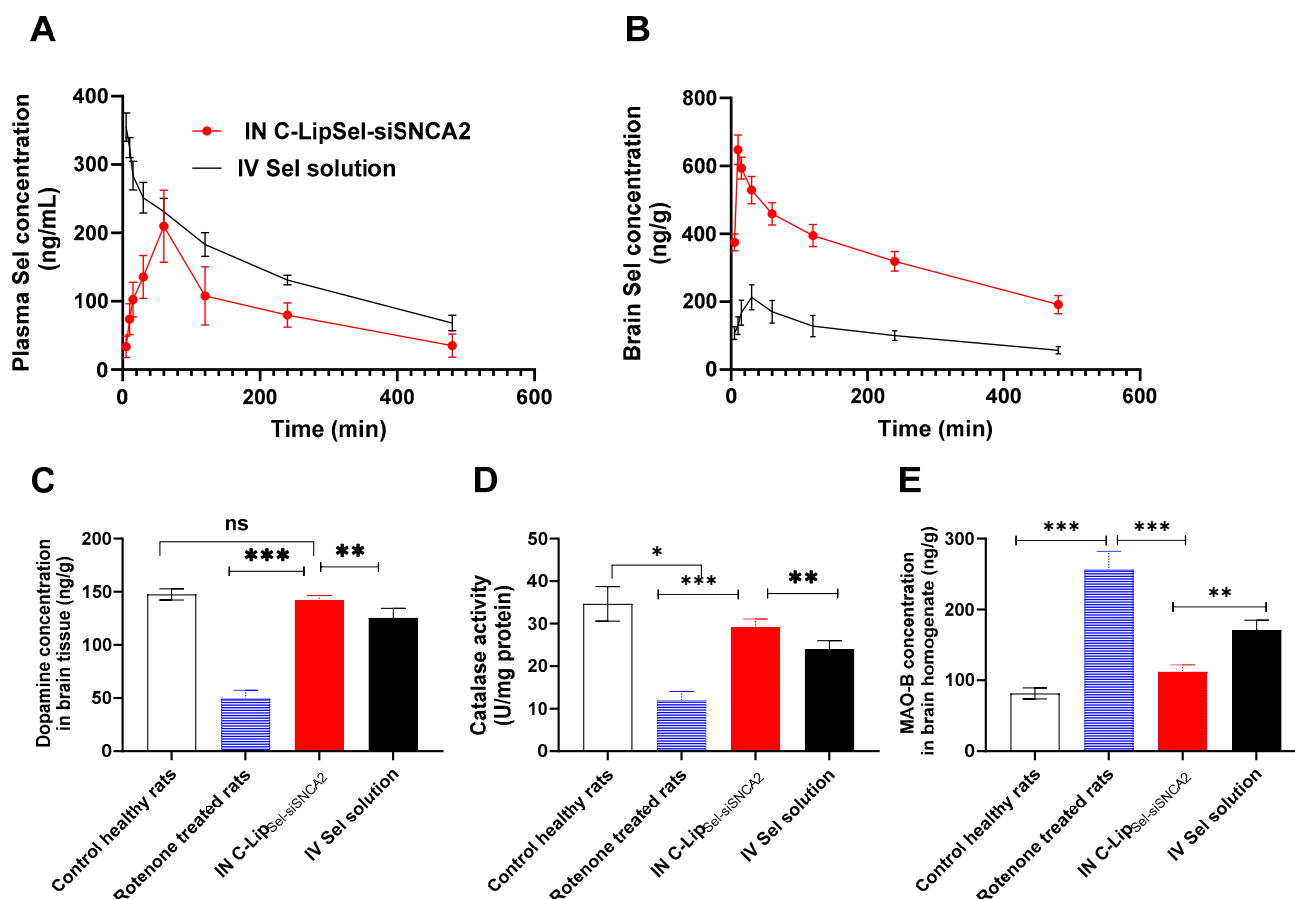 A
Plasma Sel concentration
(ng/mL)
400
300
200
100
0
0
200
400
600
Time (min)
IN C-LipSel-siSNCA2
IV Sel solution
B
Brain Sel concentration
(ng/g)
800
600
400
200
0
0
200
400
600
Time (min)
C
Dopamine concentration
in brain tissue (ng/g)
200
150
100
50
0
ns
***
**
Control healthy rats
Rotenone treated rats
IN C-LipSel-siSNCA2
IV Sel solution
D
Catalase activity
(U/mg protein)
50
40
30
20
10
0
*
***
**
Control healthy rats
Rotenone treated rats
IN C-LipSel-siSNCA2
IV Sel solution
E
MAO-B concentration
in brain homogenate (ng/g)
300
200
100
0
***
***
**
Control healthy rats
Rotenone treated rats
IN C-LipSel-siSNCA2
IV Sel solution